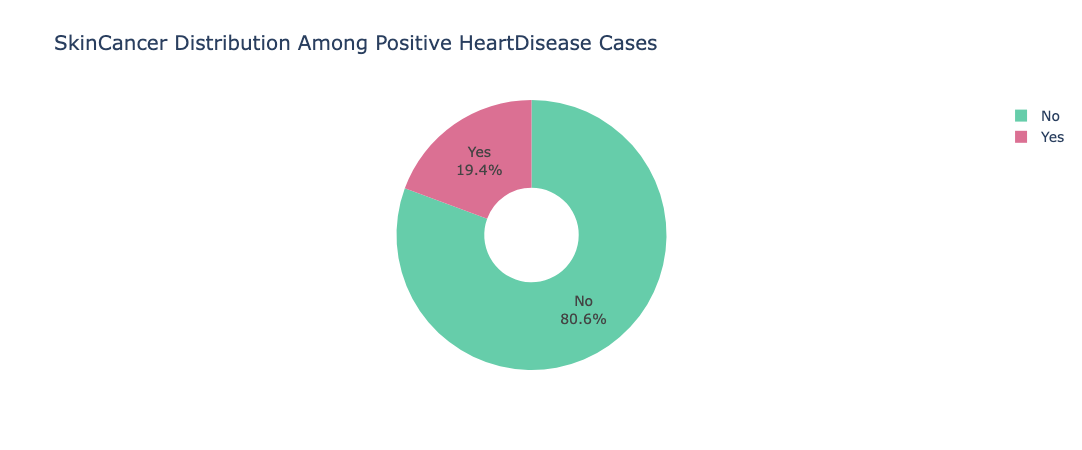 SkinCancer Distribution Among Positive HeartDisease Cases
No
Yes
Yes
19.4%
No
80.6%